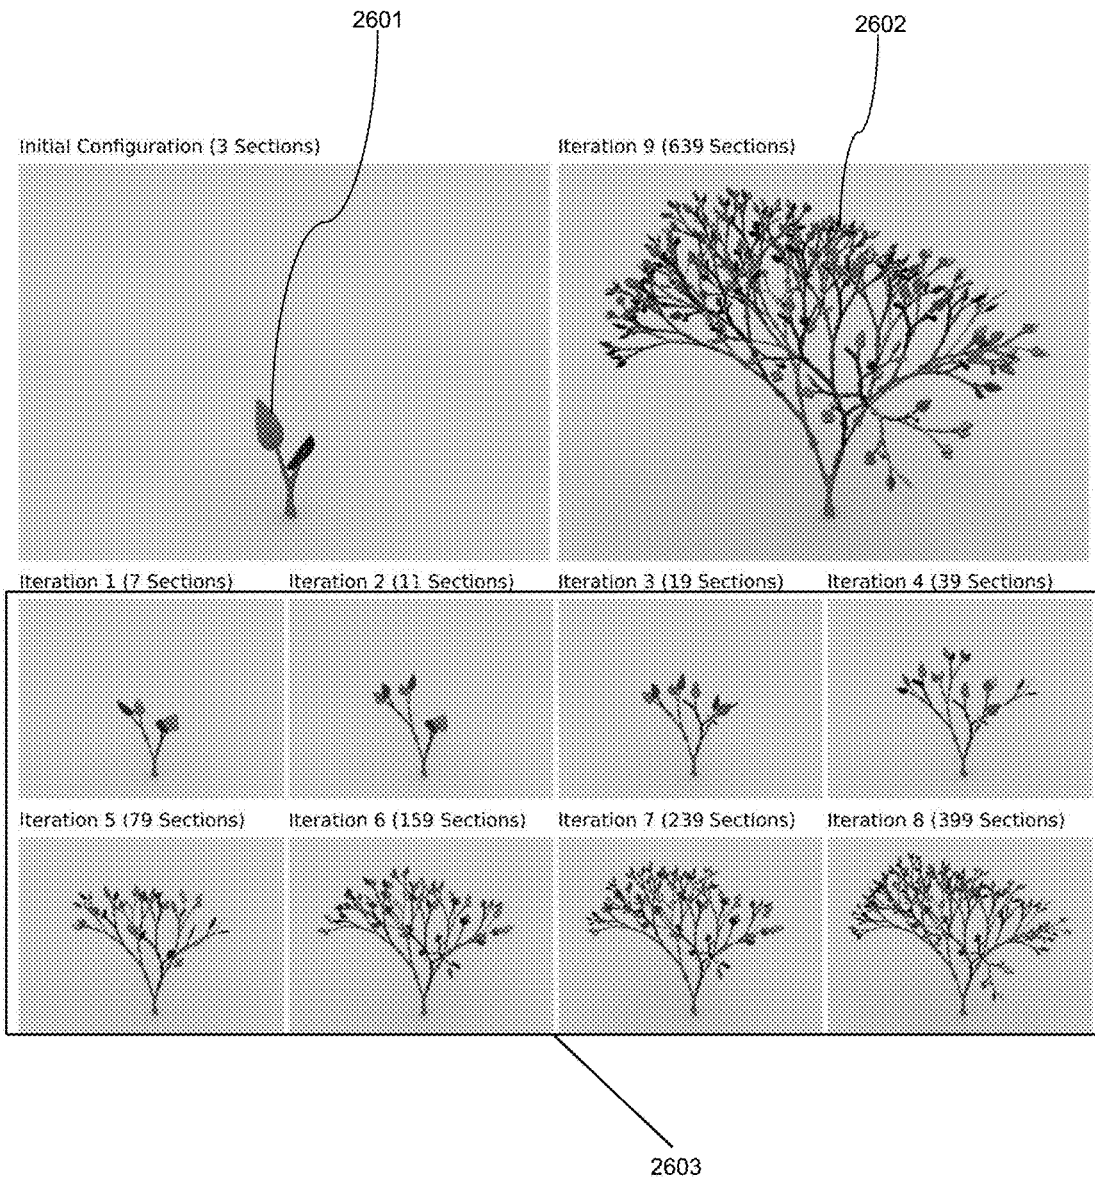 2601
2602
Initial Configuration (3 Sections)
Iteration 9 (639 Sections)
Iteration 1 (7 Sections)
Iteration 2 (11 Sections)
Iteration 3 (19 Sections)
Iteration 4 (39 Sections)
Iteration 5 (79 Sections)
Iteration 6 (159 Sections)
Iteration 7 (239 Sections)
Iteration 8 (399 Sections)
2603